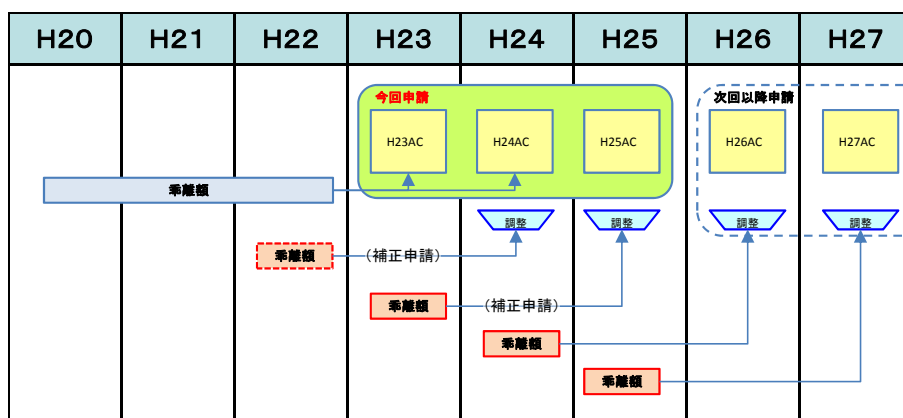 H20 H21 H22 H23 H24 H25 H26 H27
今回申請 次回以降申請
H23AC H24AC H25AC H26AC H27AC
乖離額
調整 調整 調整 調整
乖離額 (補正申請)
乖離額 (補正申請)
乖離額
乖離額